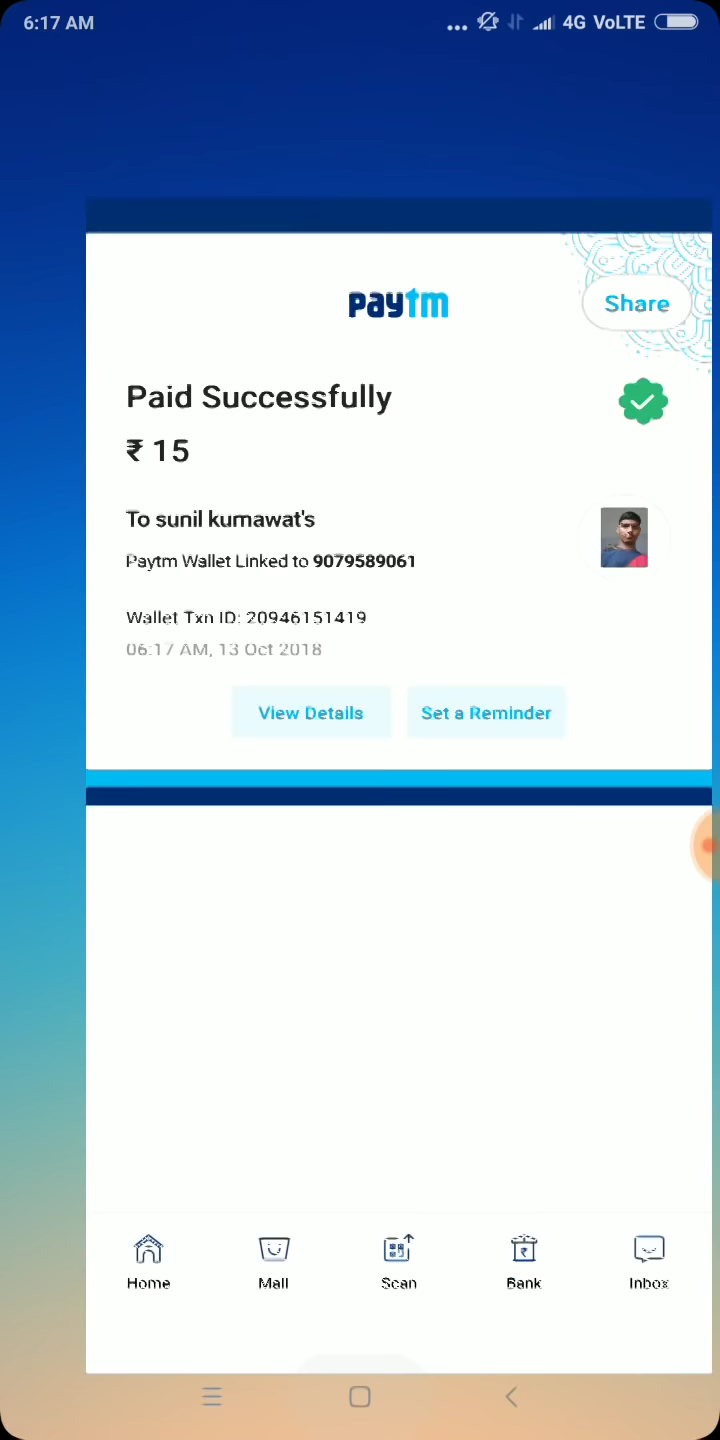 6:17 AM
4G VoLTE
paytm
Share
Paid Successfully
₹ 15
To sunil kumawat's
Paytm Wallet Linked to 9079589061
Wallet Txn ID: 20946151419
06:17 AM, 13 Oct 2018
View Details
Set a Reminder
Home
Mall
Scan
Bank
Inbox